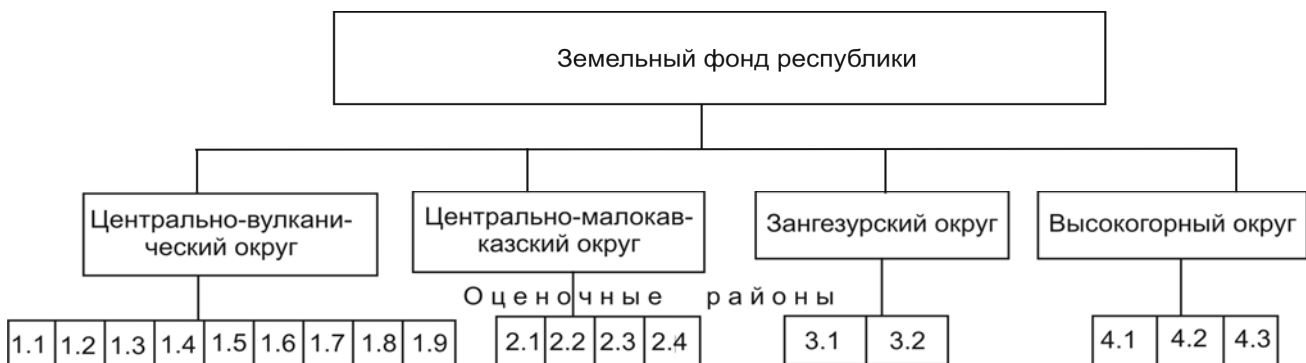 Земельный фонд республики
Центрально-вулкани-
ческий округ
Центрально-малокав-
казский округ
Зангезурский округ
Высокогорный округ
Оценочные районы
1.1 1.2 1.3 1.4 1.5 1.6 1.7 1.8 1.9 2.1 2.2 2.3 2.4 3.1 3.2 4.1 4.2 4.3